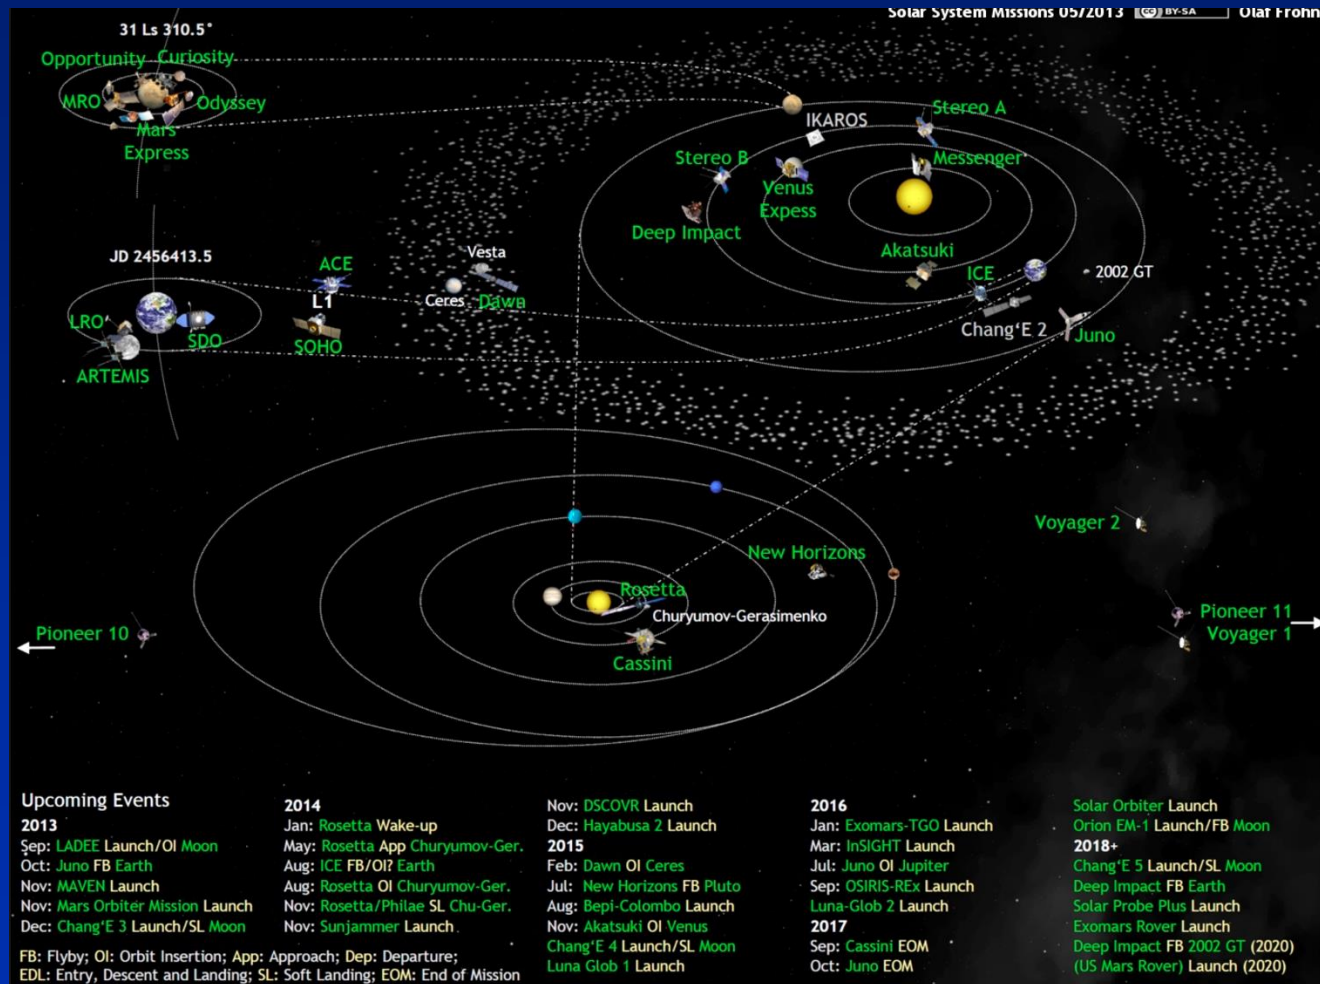 Solar System Missions 05/2013 (cc) BY-SA Olaf Frohn
31 Ls 310.5°
Opportunity Curiosity
MRO
Odyssey
Mars
Express
IKAROS
Stereo A
Stereo B
Messenger
Venus
Expess
Deep Impact
Akatsuki
JD 2456413.5
ACE
L1
SOHO
Vesta
Ceres
Dawn
ICE
2002 GT
Chang'E 2
Juno
LRO
SDO
ARTEMIS
Voyager 2
New Horizons
Rosetta
Churyumov-Gerasimenko
Cassini
Pioneer 10
Pioneer 11
Voyager 1
Upcoming Events
2013
Sep: LADEE Launch/OI Moon
Oct: Juno FB Earth
Nov: MAVEN Launch
Nov: Mars Orbiter Mission Launch
Dec: Chang'E 3 Launch/SL Moon
2014
Jan: Rosetta Wake-up
May: Rosetta App Churyumov-Ger.
Aug: ICE FB/OI? Earth
Aug: Rosetta OI Churyumov-Ger.
Nov: Rosetta/Philae SL Chu-Ger.
Nov: Sunjammer Launch
Nov: DSCOVR Launch
Dec: Hayabusa 2 Launch
2015
Feb: Dawn OI Ceres
Jul: New Horizons FB Pluto
Aug: Bepi-Colombo Launch
Nov: Akatsuki OI Venus
Chang'E 4 Launch/SL Moon
Luna Glob 1 Launch
2016
Jan: Exomars-TGO Launch
Mar: InSIGHT Launch
Jul: Juno OI Jupiter
Sep: OSIRIS-REx Launch
Luna-Glob 2 Launch
2017
Sep: Cassini EOM
Oct: Juno EOM
Solar Orbiter Launch
Orion EM-1 Launch/FB Moon
2018+
Chang'E 5 Launch/SL Moon
Deep Impact FB Earth
Solar Probe Plus Launch
Exomars Rover Launch
Deep Impact FB 2002 GT (2020)
(US Mars Rover) Launch (2020)
FB: Flyby; OI: Orbit Insertion; App: Approach; Dep: Departure;
EDL: Entry, Descent and Landing; SL: Soft Landing; EOM: End of Mission